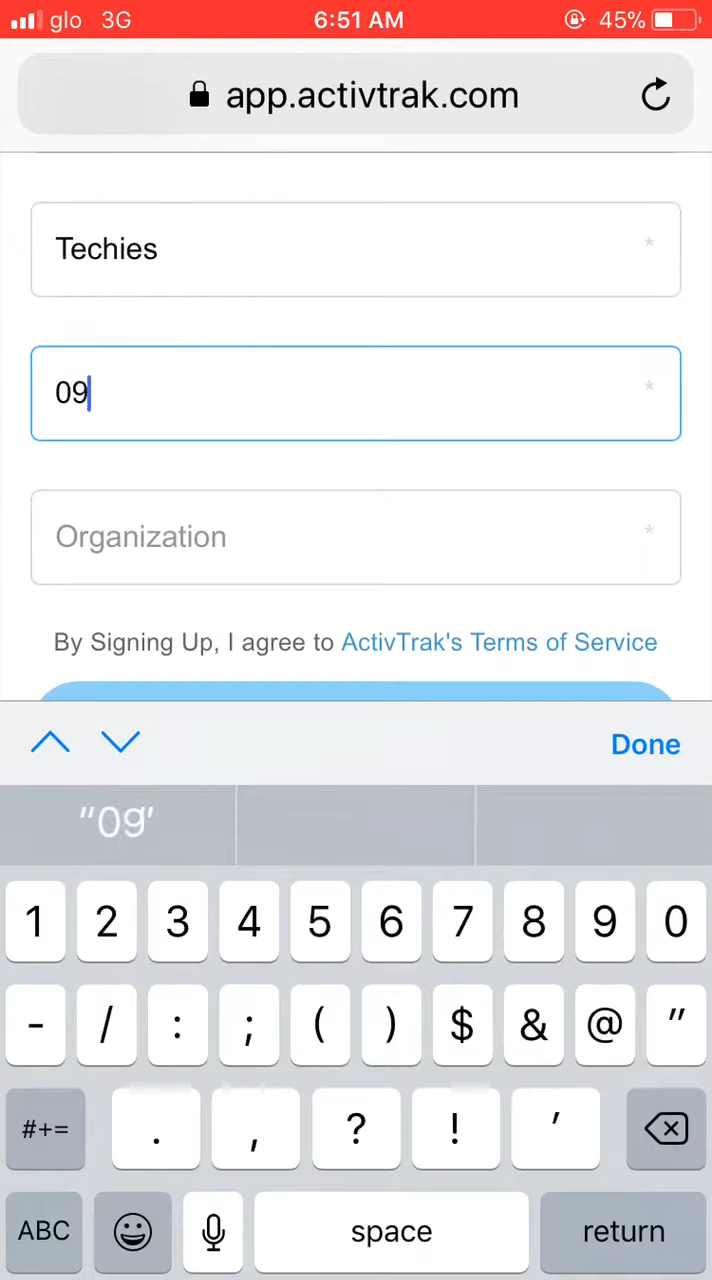 glo 3G 6:51 AM 45%
app.activtrak.com
Techies *
09 *
Organization *
By Signing Up, I agree to ActivTrak's Terms of Service
Done
"09"
1 2 3 4 5 6 7 8 9 0
- / : ; ( ) $ & @ "
#+= . , ? ! '
ABC space return